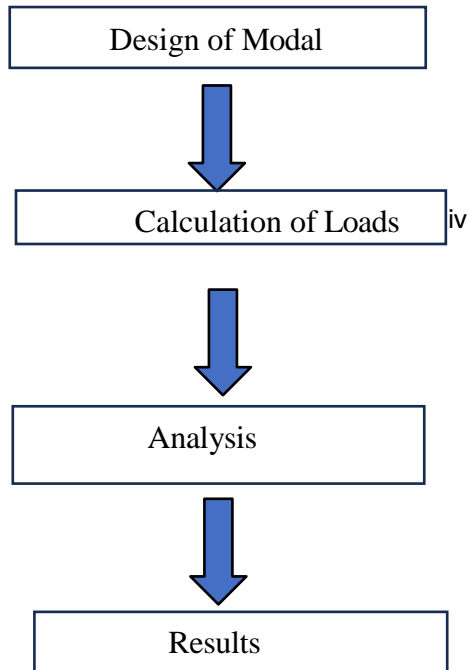 Design of Modal
Calculation of Loads
iv
Analysis
Results